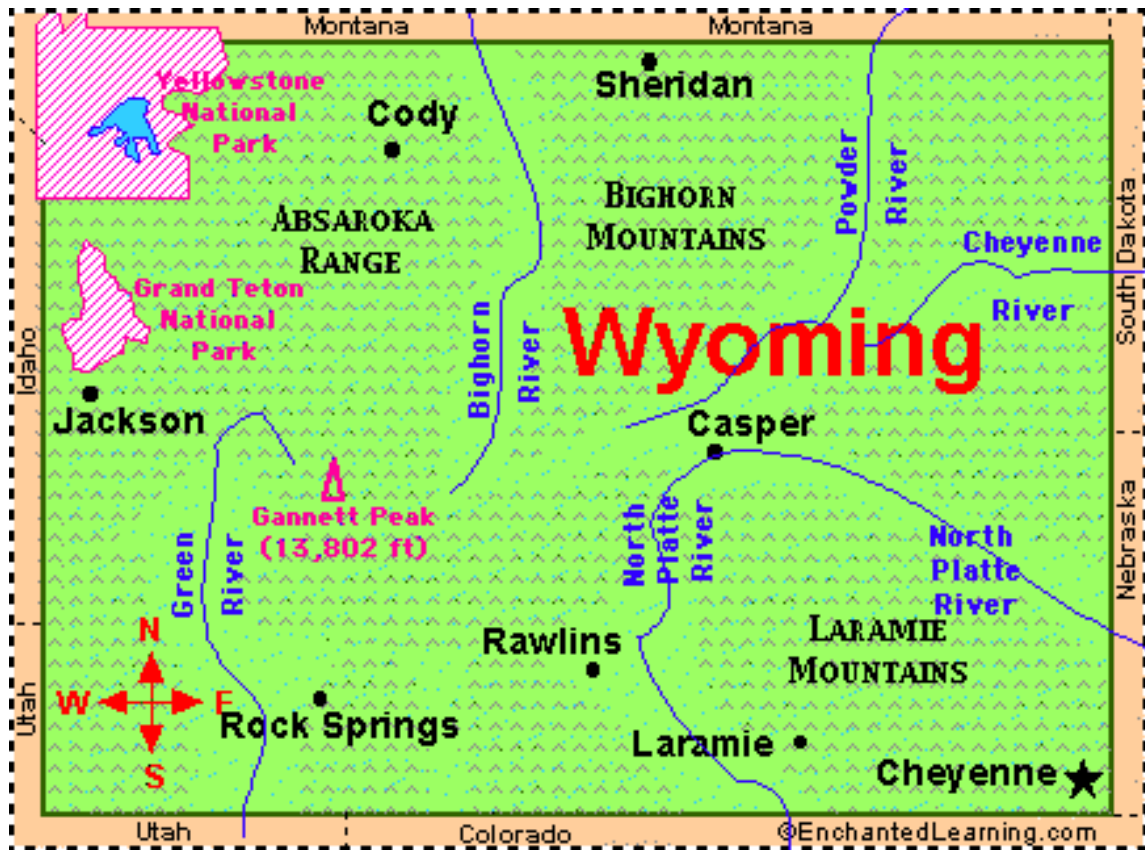 Montana
Montana
Yellowstone
National
Park
Cody
Sheridan
Powder
River
BIGHORN
MOUNTAINS
ABSAROKA
RANGE
Cheyenne
River
South Dakota
Grand Teton
National
Park
Bighorn
River
Wyoming
Idaho
Jackson
Casper
Gannett Peak
(13,802 ft)
Green
River
North
Platte
River
North
Platte
River
Nebraska
LARAMIE
MOUNTAINS
Rawlins
N
W
E
S
Utah
Rock Springs
Laramie
Cheyenne
Utah
Colorado
©EnchantedLearning.com